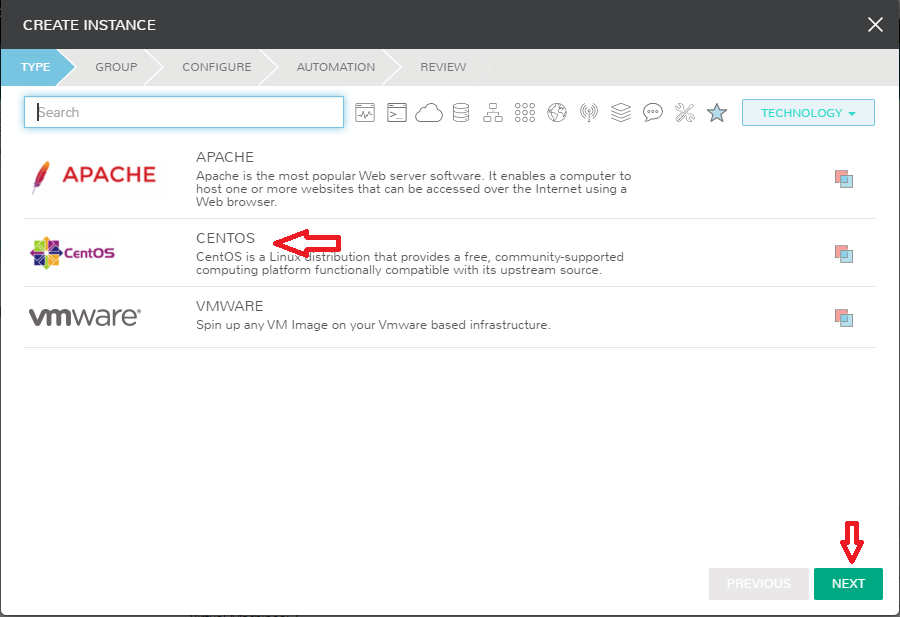 CREATE INSTANCE
TYPE
GROUP
CONFIGURE
AUTOMATION
REVIEW
Search
TECHNOLOGY
APACHE
APACHE
Apache is the most popular Web server software. It enables a computer to
host one or more websites that can be accessed over the Internet using a
Web browser.
CentOS
CENTOS
CentOS is a Linux distribution that provides a free, community-supported
computing platform functionally compatible with its upstream source.
vmware®
VMWARE
Spin up any VM Image on your Vmware based infrastructure.
PREVIOUS
NEXT